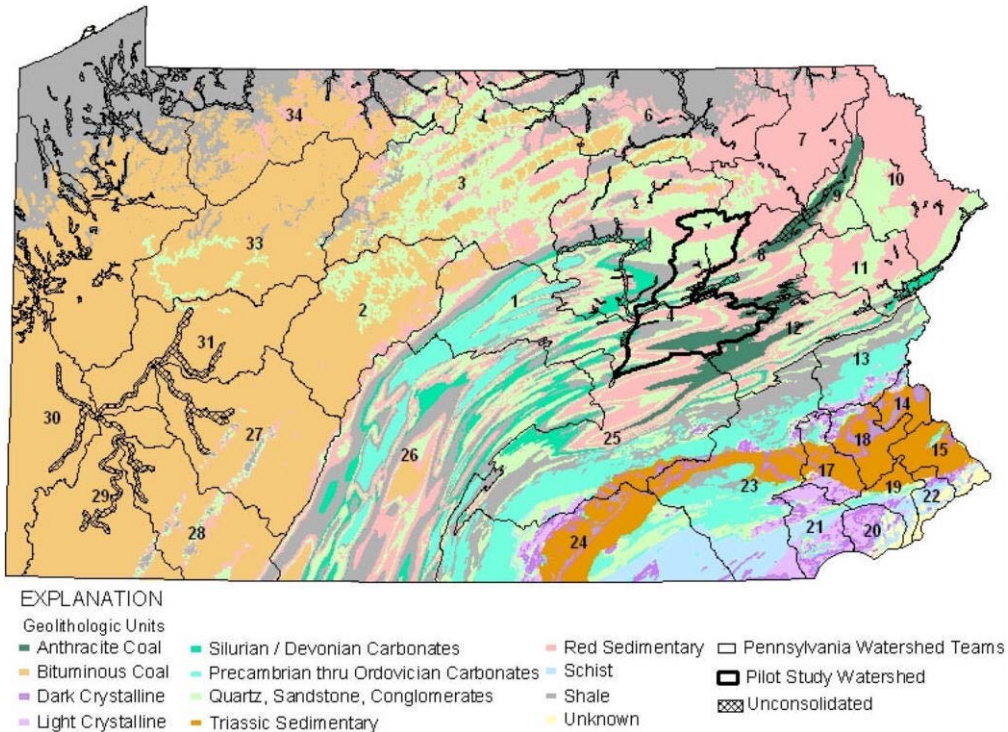 34
6
7
3
10
9
33
8
11
1
2
4
12
31
13
14
30
27
25
18
15
26
17
19
29
23
22
28
24
21
20
EXPLANATION
Geolithologic Units
Anthracite Coal
Bituminous Coal
Dark Crystalline
Light Crystalline
Silurian / Devonian Carbonates
Precambrian thru Ordovician Carbonates
Quartz, Sandstone, Conglomerates
Triassic Sedimentary
Red Sedimentary
Schist
Shale
Unknown
Pennsylvania Watershed Teams
Pilot Study Watershed
Unconsolidated